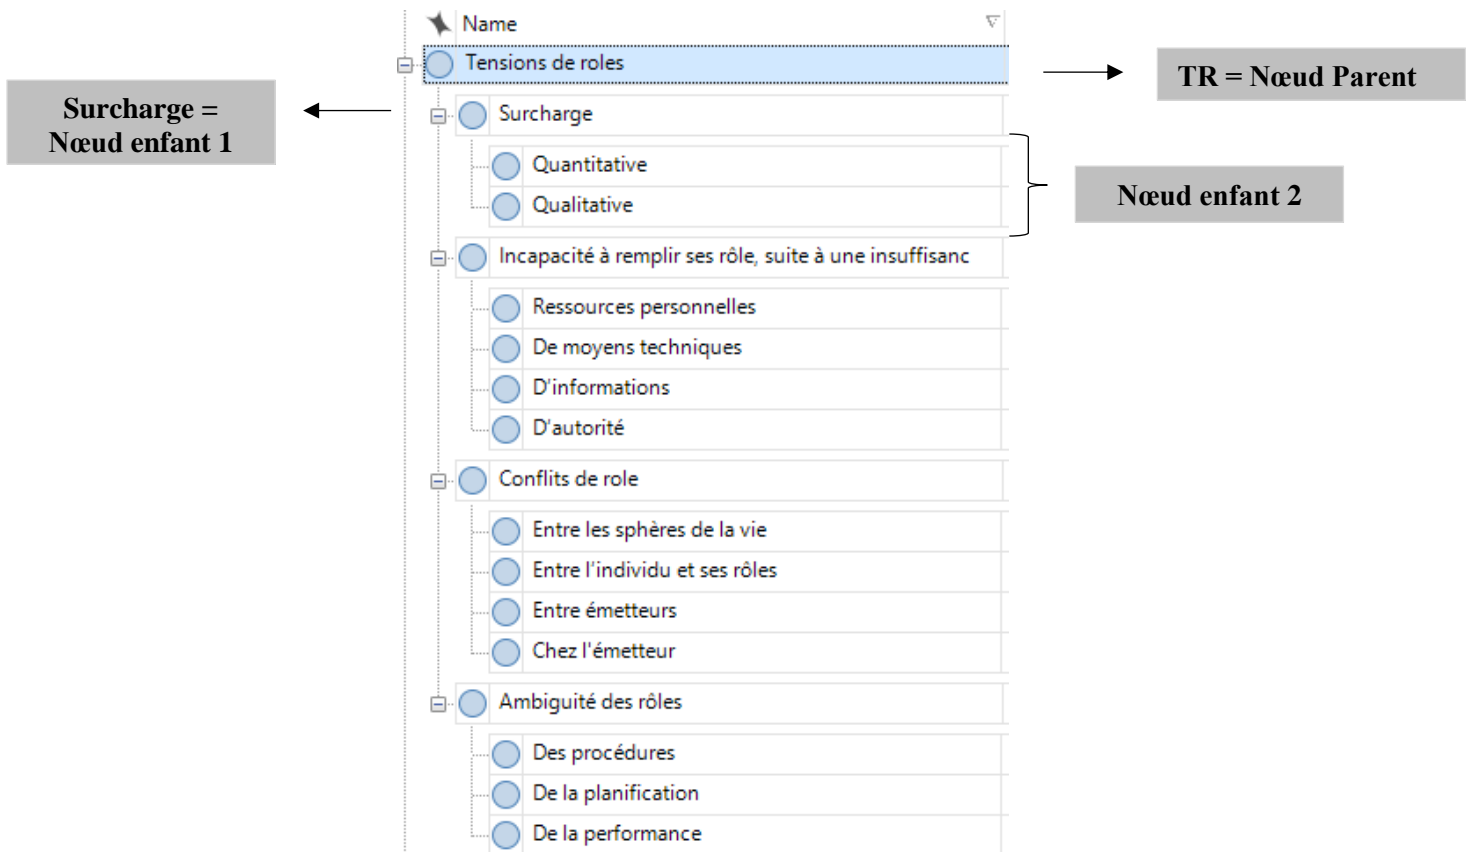 Name
Tensions de roles
TR = Nœud Parent
Surcharge =
Nœud enfant 1
Surcharge
Quantitative
Qualitative
Nœud enfant 2
Incapacité à remplir ses rôle, suite à une insuffisanc
Ressources personnelles
De moyens techniques
D'informations
D'autorité
Conflits de role
Entre les sphères de la vie
Entre l'individu et ses rôles
Entre émetteurs
Chez l'émetteur
Ambiguité des rôles
Des procédures
De la planification
De la performance